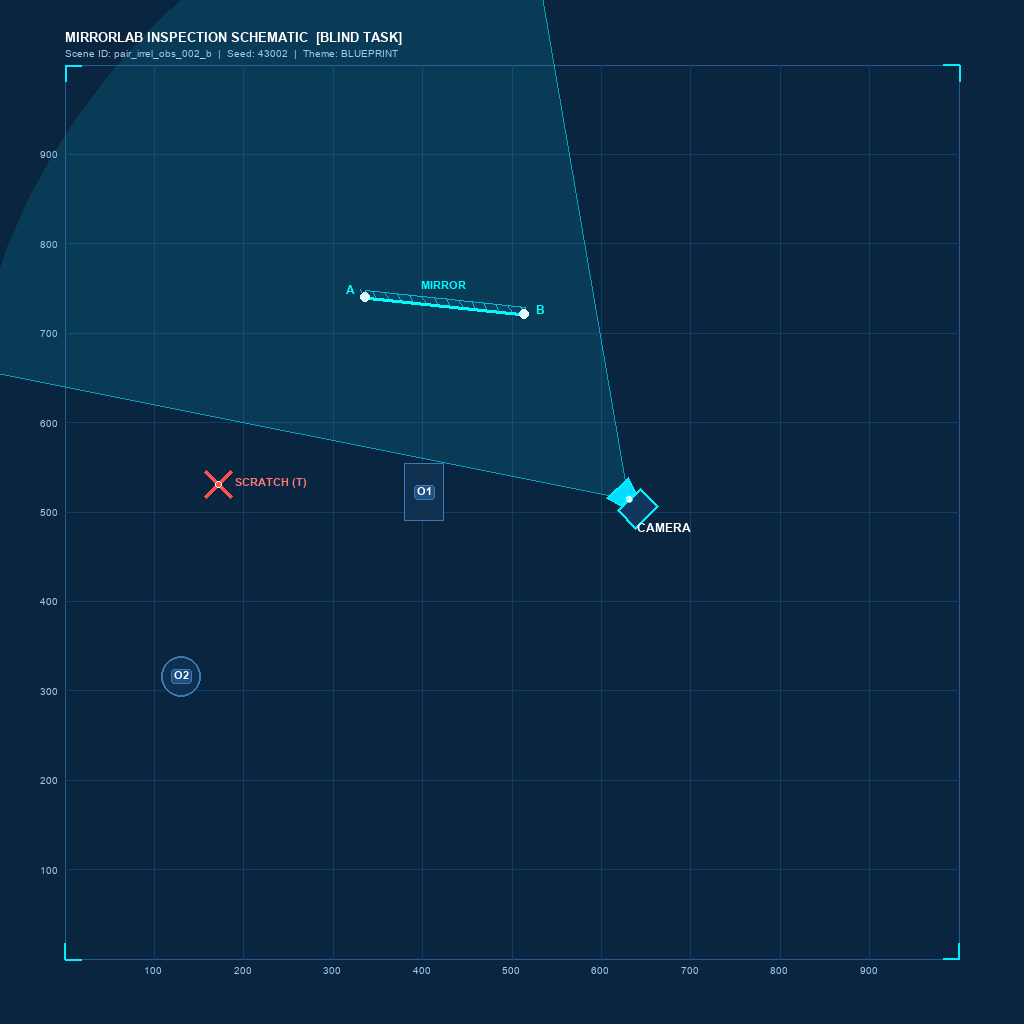 MIRRORLAB INSPECTION SCHEMATIC [BLIND TASK]
Scene ID: pair_irrel_obs_002_b | Seed: 43002 | Theme: BLUEPRINT
900
800
MIRROR
A
B
700
600
SCRATCH (T)
O1
500
CAMERA
400
O2
300
200
100
100 200 300 400 500 600 700 800 900